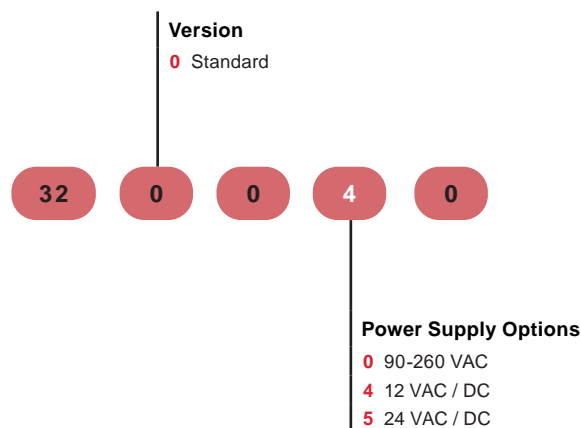 Version
0 Standard
32 0 0 4 0
Power Supply Options
0 90-260 VAC
4 12 VAC / DC
5 24 VAC / DC